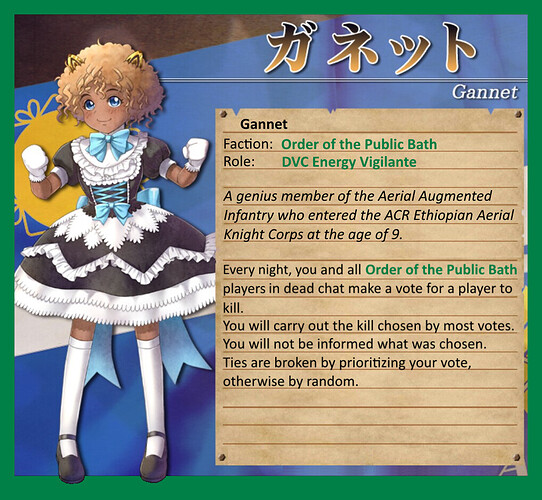 ガネット
Gannet
Gannet
Faction: Order of the Public Bath
Role: DVC Energy Vigilante
A genius member of the Aerial Augmented
Infantry who entered the ACR Ethiopian Aerial
Knight Corps at the age of 9.
Every night, you and all Order of the Public Bath
players in dead chat make a vote for a player to
kill.
You will carry out the kill chosen by most votes.
You will not be informed what was chosen.
Ties are broken by prioritizing your vote,
otherwise by random.